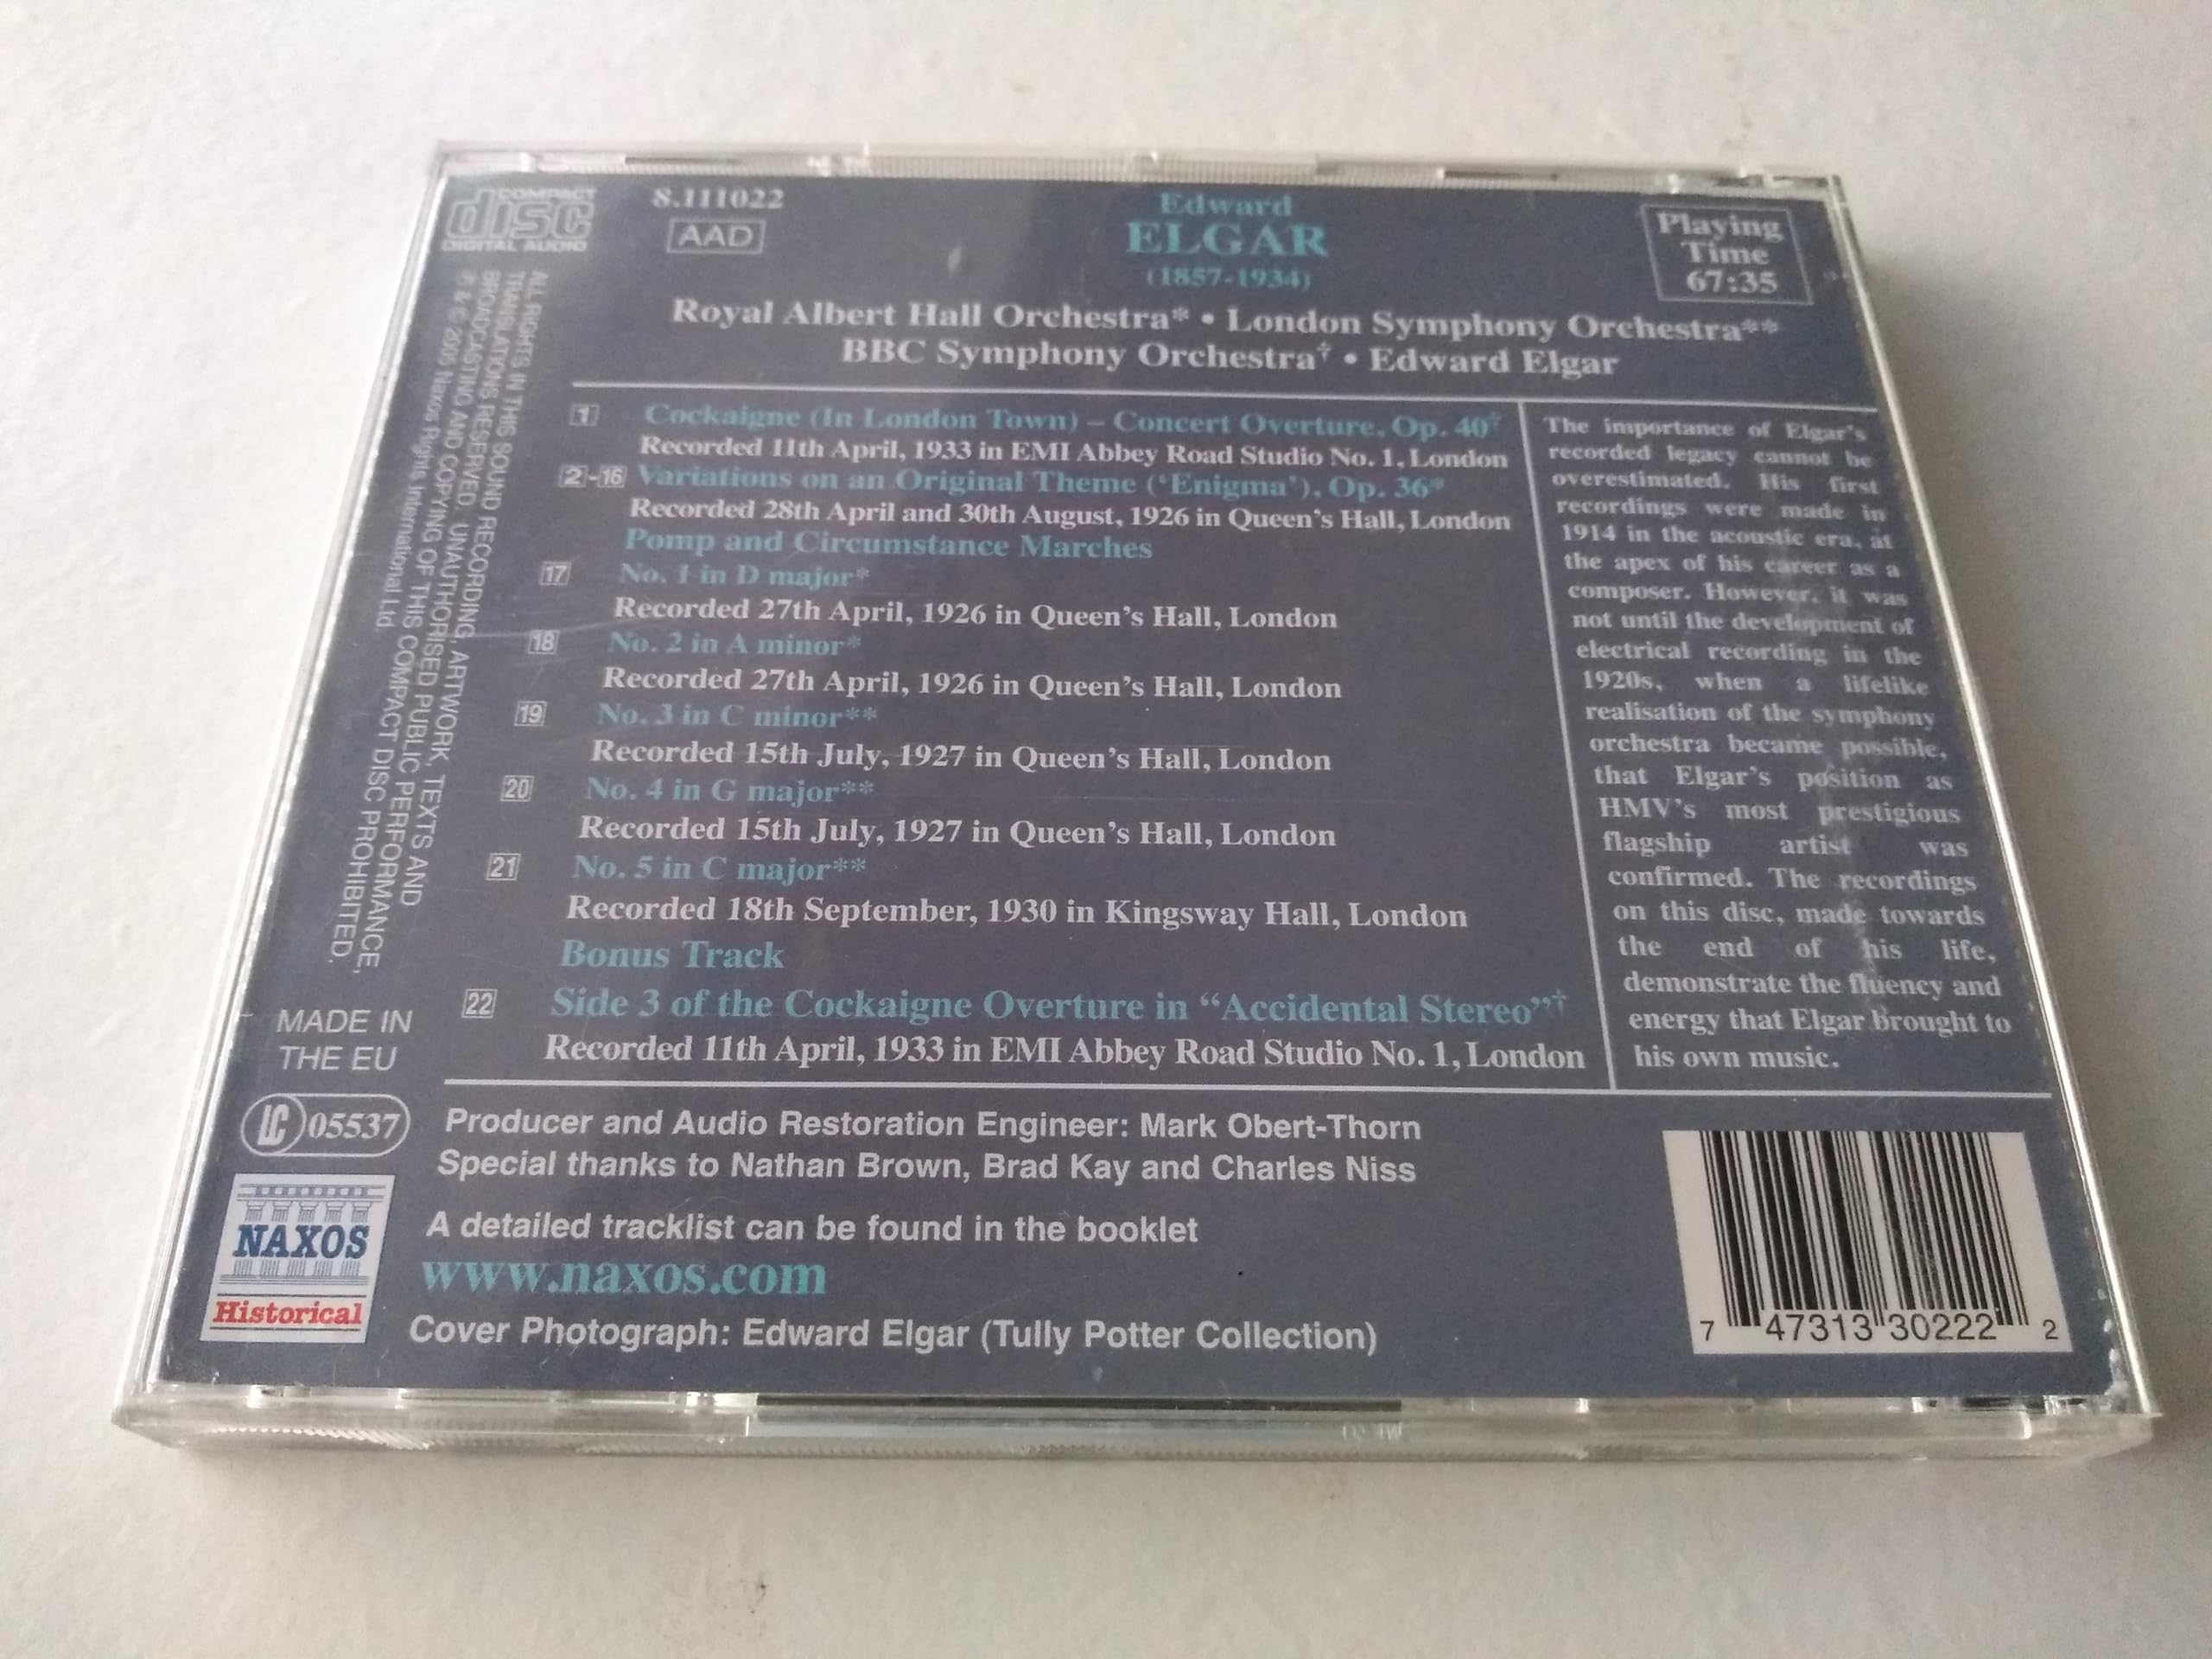 COMPACT
disc
DIGITAL AUDIO
8.111022
AAD
Edward
ELGAR
(1857-1934)
Playing
Time
67:35
Royal Albert Hall Orchestra* • London Symphony Orchestra**
BBC Symphony Orchestra† • Edward Elgar
1 Cockaigne (In London Town) – Concert Overture, Op. 40†
Recorded 11th April, 1933 in EMI Abbey Road Studio No. 1, London
2-16 Variations on an Original Theme (‘Enigma’), Op. 36*
Recorded 28th April and 30th August, 1926 in Queen’s Hall, London
Pomp and Circumstance Marches
17 No. 1 in D major*
Recorded 27th April, 1926 in Queen’s Hall, London
18 No. 2 in A minor*
Recorded 27th April, 1926 in Queen’s Hall, London
19 No. 3 in C minor**
Recorded 15th July, 1927 in Queen’s Hall, London
20 No. 4 in G major**
Recorded 15th July, 1927 in Queen’s Hall, London
21 No. 5 in C major**
Recorded 18th September, 1930 in Kingsway Hall, London
Bonus Track
22 Side 3 of the Cockaigne Overture in “Accidental Stereo”†
Recorded 11th April, 1933 in EMI Abbey Road Studio No. 1, London
The importance of Elgar’s
recorded legacy cannot be
overestimated. His first
recordings were made in
1914 in the acoustic era, at
the apex of his career as a
composer. However, it was
not until the development of
electrical recording in the
1920s, when a lifelike
realisation of the symphony
orchestra became possible,
that Elgar’s position as
HMV’s most prestigious
flagship artist was
confirmed. The recordings
on this disc, made towards
the end of his life,
demonstrate the fluency and
energy that Elgar brought to
his own music.
ALL RIGHTS IN THIS SOUND RECORDING, ARTWORK, TEXTS AND
TRANSLATIONS RESERVED. UNAUTHORISED PUBLIC PERFORMANCE,
BROADCASTING AND COPYING OF THIS COMPACT DISC PROHIBITED.
℗ & © 2005 Naxos Rights International Ltd.
MADE IN
THE EU
LC 05537
NAXOS
Historical
Producer and Audio Restoration Engineer: Mark Obert-Thorn
Special thanks to Nathan Brown, Brad Kay and Charles Niss
A detailed tracklist can be found in the booklet
www.naxos.com
Cover Photograph: Edward Elgar (Tully Potter Collection)
7 47313 30222 2